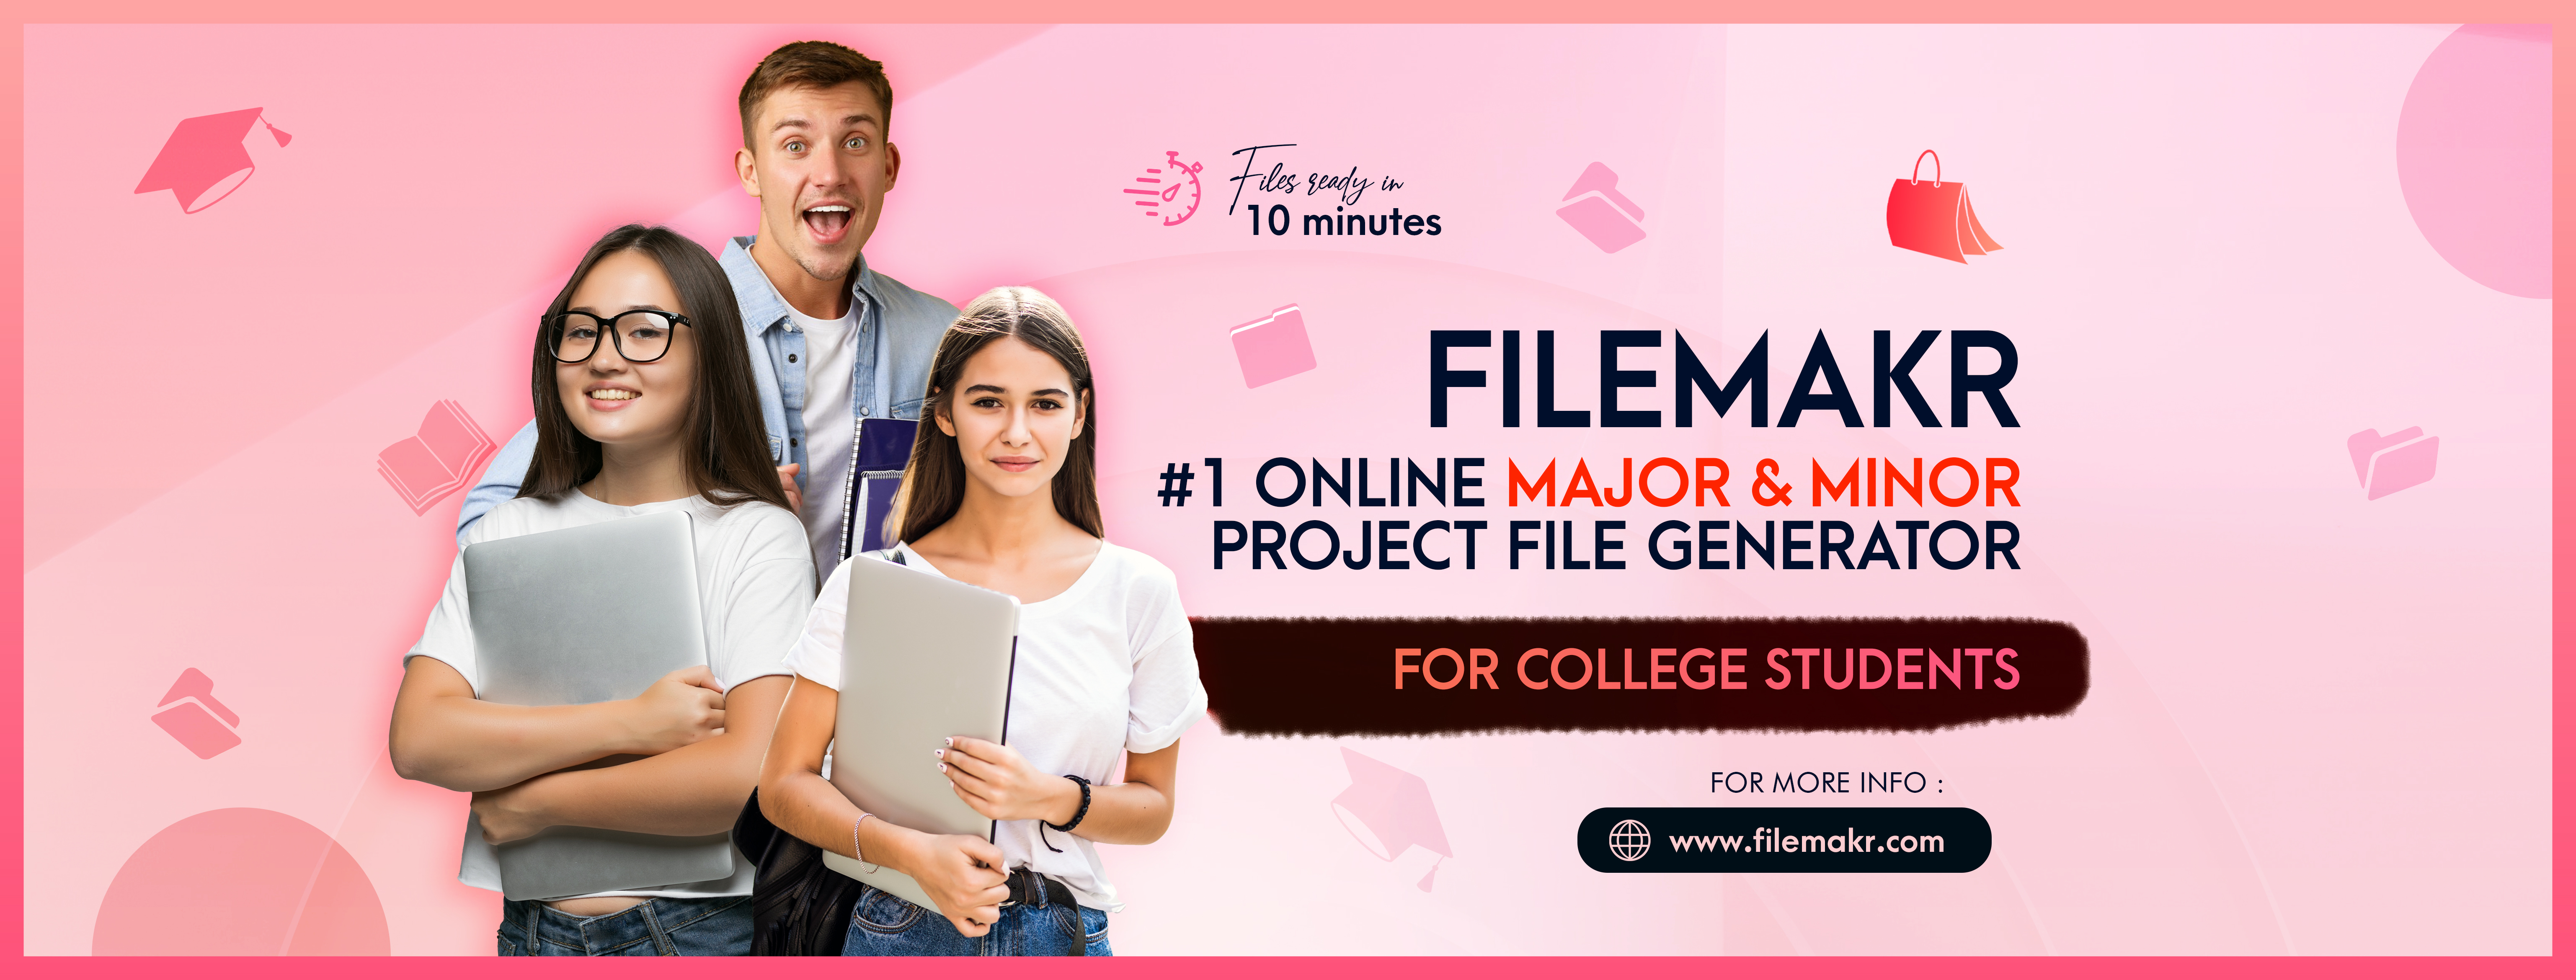 Files ready in
10 minutes
FILEMAKR
#1 ONLINE MAJOR & MINOR
PROJECT FILE GENERATOR
FOR COLLEGE STUDENTS
FOR MORE INFO :
www.filemakr.com